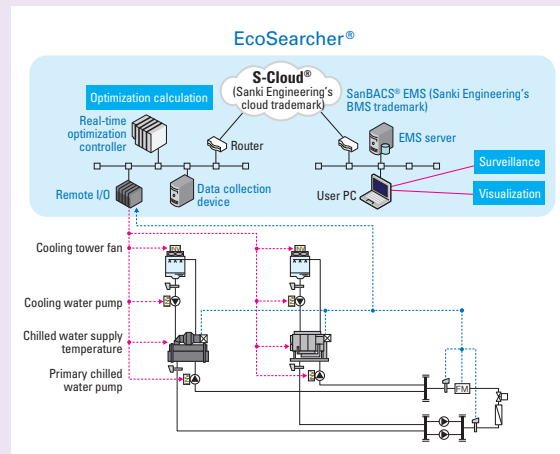 EcoSearcher®
S-Cloud®
(Sanki Engineering's
cloud trademark)
Optimization calculation
SanBACS® EMS (Sanki Engineering's
BMS trademark)
Real-time
optimization
controller
Router
EMS server
Surveillance
Remote I/O
Data collection
device
User PC
Visualization
Cooling tower fan
INV
INV
Cooling water pump
Chilled water supply
temperature
Primary chilled
water pump
FM